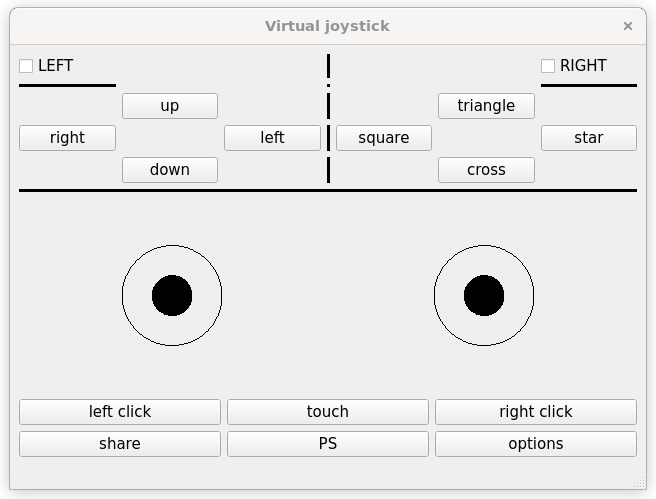 Virtual joystick ×
LEFT RIGHT
up triangle
right left square star
down cross
left click touch right click
share PS options